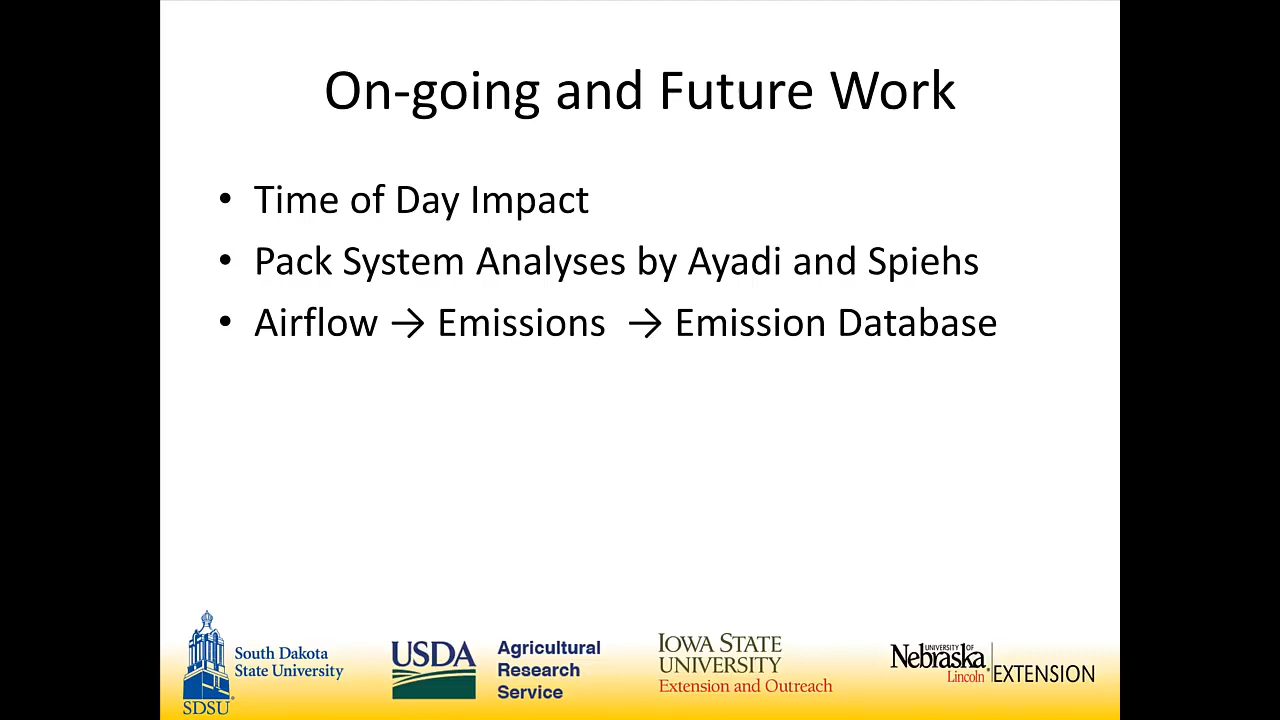 On-going and Future Work
• Time of Day Impact
• Pack System Analyses by Ayadi and Spiehs
• Airflow → Emissions → Emission Database
South Dakota
State University
SDSU
USDA
Agricultural
Research
Service
IOWA STATE
UNIVERSITY
Extension and Outreach
UNIVERSITY OF
Nebraska
Lincoln
EXTENSION